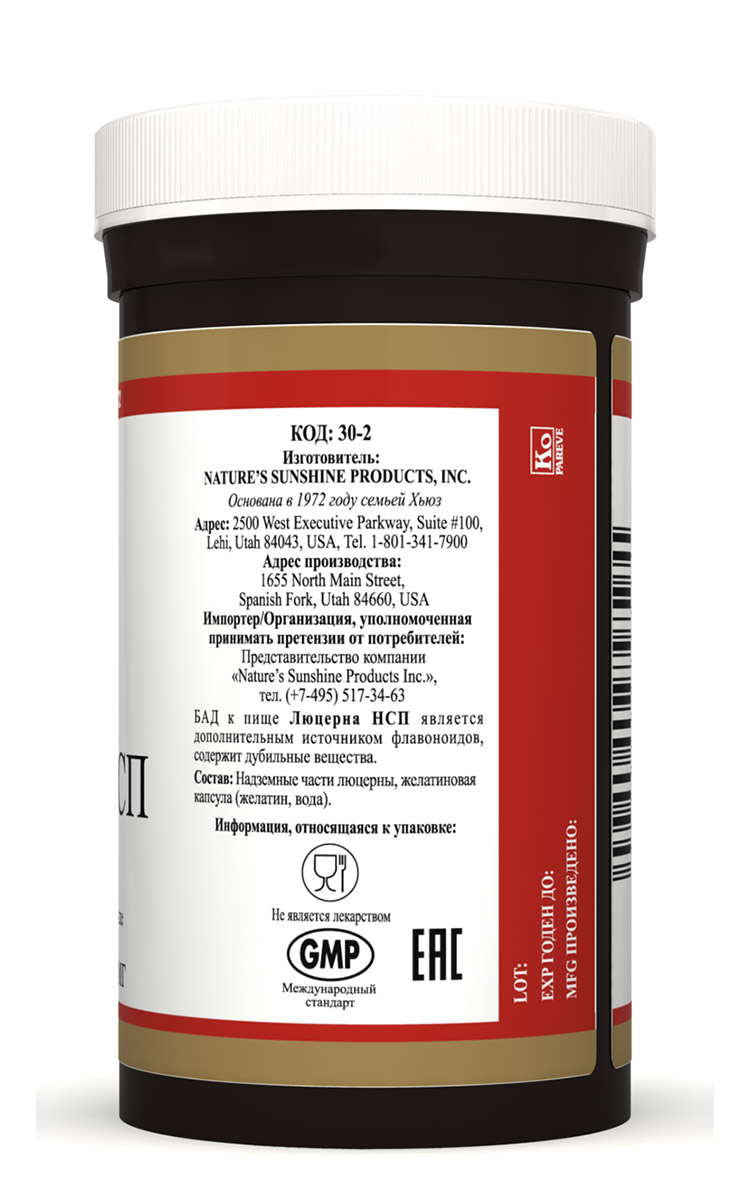 КОД: 30-2
Изготовитель:
NATURE'S SUNSHINE PRODUCTS, INC.
Основана в 1972 году семьей Хьюз
Адрес: 2500 West Executive Parkway, Suite #100,
Lehi, Utah 84043, USA, Tel. 1-801-341-7900
Адрес производства:
1655 North Main Street,
Spanish Fork, Utah 84660, USA
Импортер/Организация, уполномоченная
принимать претензии от потребителей:
Представительство компании
«Nature's Sunshine Products Inc.»,
тел. (+7-495) 517-34-63
БАД к пище Люцерна НСП является
дополнительным источником флавоноидов,
содержит дубильные вещества.
Состав: Надземные части люцерны, желатиновая
капсула (желатин, вода).
Информация, относящаяся к упаковке:
Не является лекарством
GMP
Международный
стандарт
EAC
СП
Ko
PAREVE
LOT:
EXP ГОДЕН ДО:
MFG ПРОИЗВЕДЕНО: